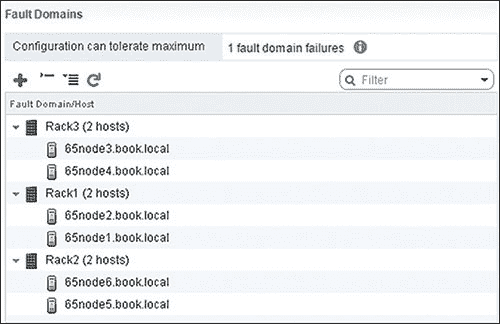 Fault Domains
Configuration can tolerate maximum 1 fault domain failures
Filter
Fault Domain/Host
Rack3 (2 hosts)
65node3.book.local
65node4.book.local
Rack1 (2 hosts)
65node2.book.local
65node1.book.local
Rack2 (2 hosts)
65node6.book.local
65node5.book.local